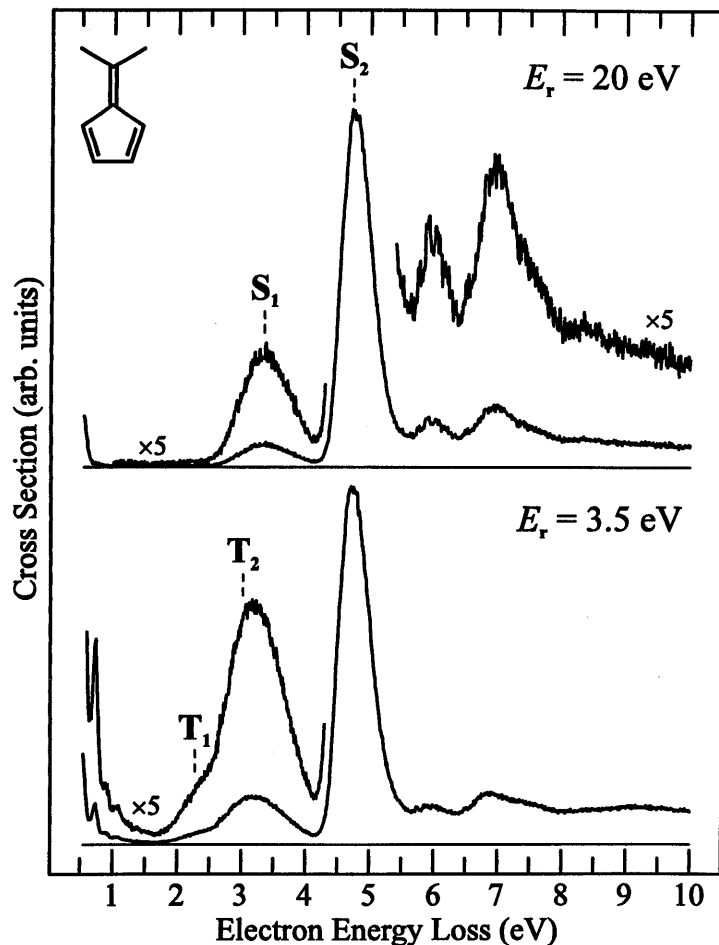 S₂
Eᵣ = 20 eV
S₁
×5
×5
Eᵣ = 3.5 eV
T₂
T₁
×5
Cross Section (arb. units)
1 2 3 4 5 6 7 8 9 10
Electron Energy Loss (eV)